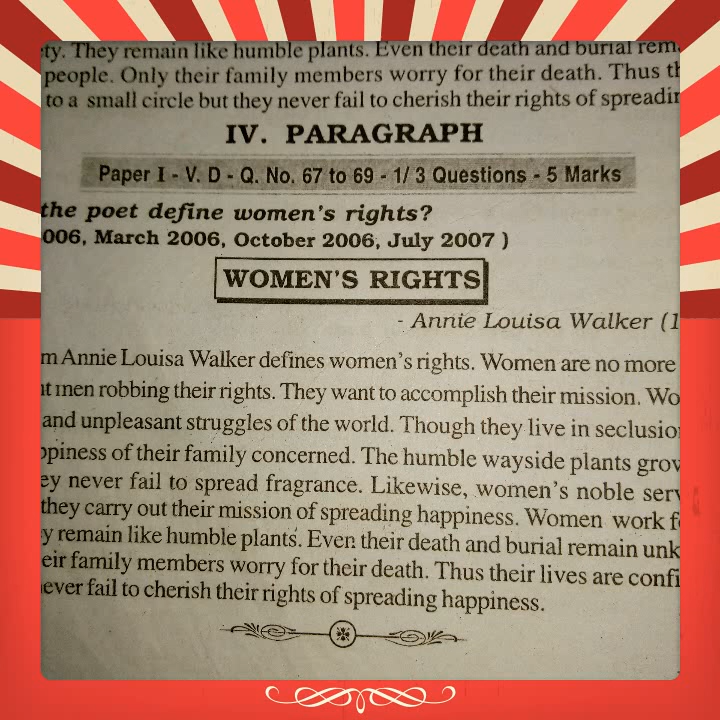 ty. They remain like humble plants. Even their death and burial rem
people. Only their family members worry for their death. Thus th
to a small circle but they never fail to cherish their rights of spreadin
IV. PARAGRAPH
Paper I - V. D - Q. No. 67 to 69 - 1/ 3 Questions - 5 Marks
the poet define women's rights?
006, March 2006, October 2006, July 2007 )
WOMEN'S RIGHTS
- Annie Louisa Walker (1
m Annie Louisa Walker defines women's rights. Women are no more
nt men robbing their rights. They want to accomplish their mission. Wo
and unpleasant struggles of the world. Though they live in seclusio
ppiness of their family concerned. The humble wayside plants grow
ey never fail to spread fragrance. Likewise, women's noble serv
they carry out their mission of spreading happiness. Women work f
y remain like humble plants. Even their death and burial remain unk
eir family members worry for their death. Thus their lives are confi
ever fail to cherish their rights of spreading happiness.